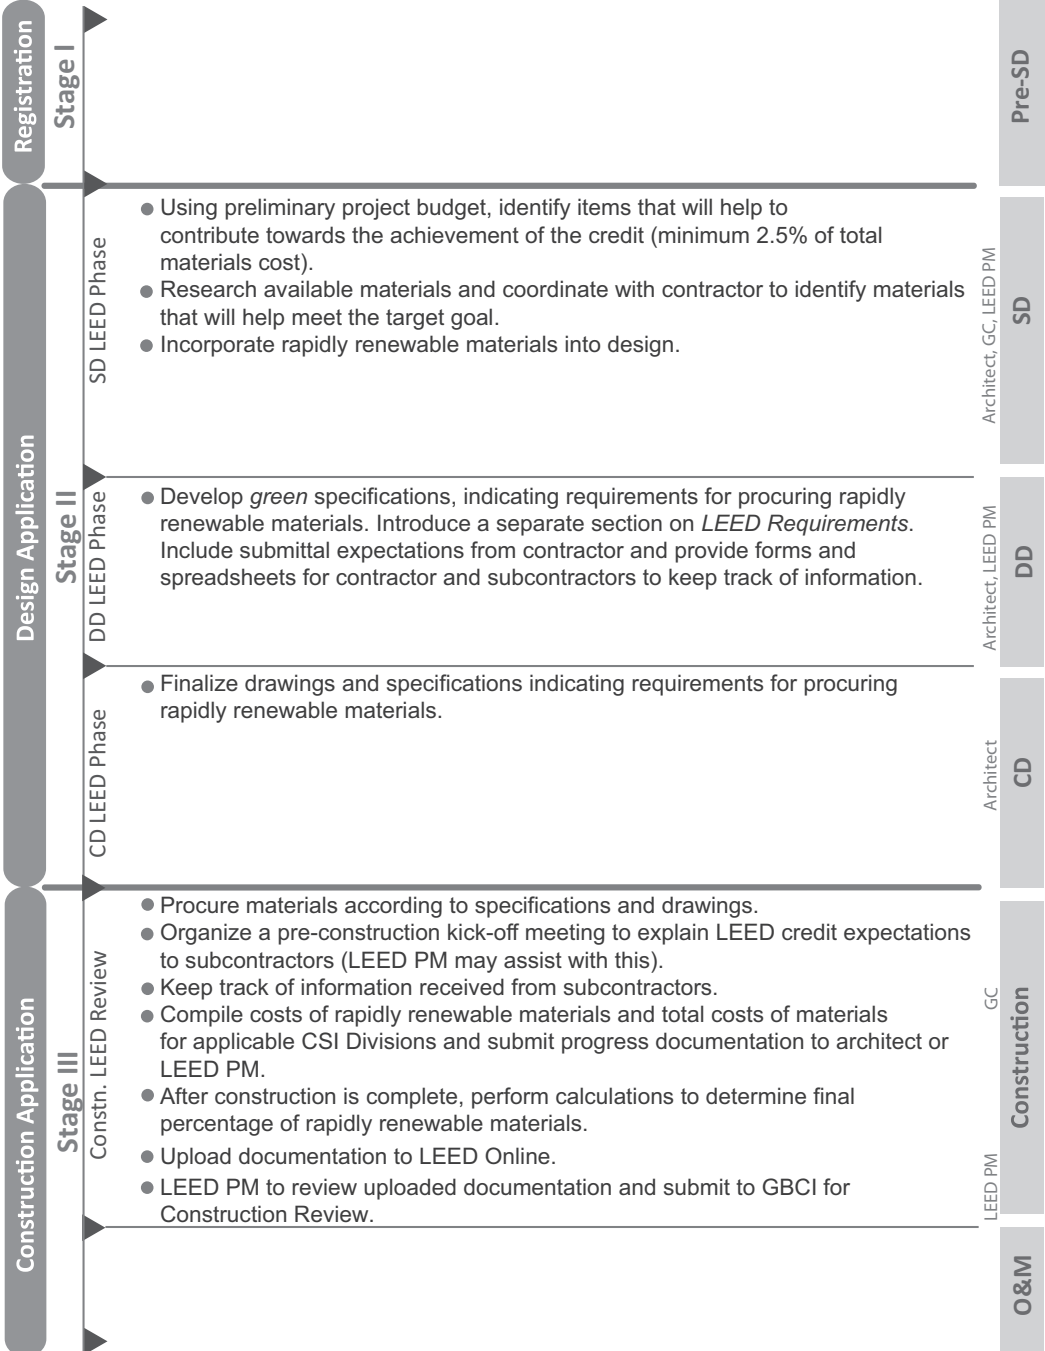 Registration
Stage I
Pre-SD
Design Application
Stage II
SD LEED Phase
● Using preliminary project budget, identify items that will help to
contribute towards the achievement of the credit (minimum 2.5% of total
materials cost).
● Research available materials and coordinate with contractor to identify materials
that will help meet the target goal.
● Incorporate rapidly renewable materials into design.
Architect, GC, LEED PM
SD
DD LEED Phase
● Develop green specifications, indicating requirements for procuring rapidly
renewable materials. Introduce a separate section on LEED Requirements.
Include submittal expectations from contractor and provide forms and
spreadsheets for contractor and subcontractors to keep track of information.
Architect, LEED PM
DD
CD LEED Phase
● Finalize drawings and specifications indicating requirements for procuring
rapidly renewable materials.
Architect
CD
Construction Application
Stage III
Constn. LEED Review
● Procure materials according to specifications and drawings.
● Organize a pre-construction kick-off meeting to explain LEED credit expectations
to subcontractors (LEED PM may assist with this).
● Keep track of information received from subcontractors.
● Compile costs of rapidly renewable materials and total costs of materials
for applicable CSI Divisions and submit progress documentation to architect or
LEED PM.
● After construction is complete, perform calculations to determine final
percentage of rapidly renewable materials.
● Upload documentation to LEED Online.
● LEED PM to review uploaded documentation and submit to GBCI for
Construction Review.
GC
LEED PM
Construction
O&M